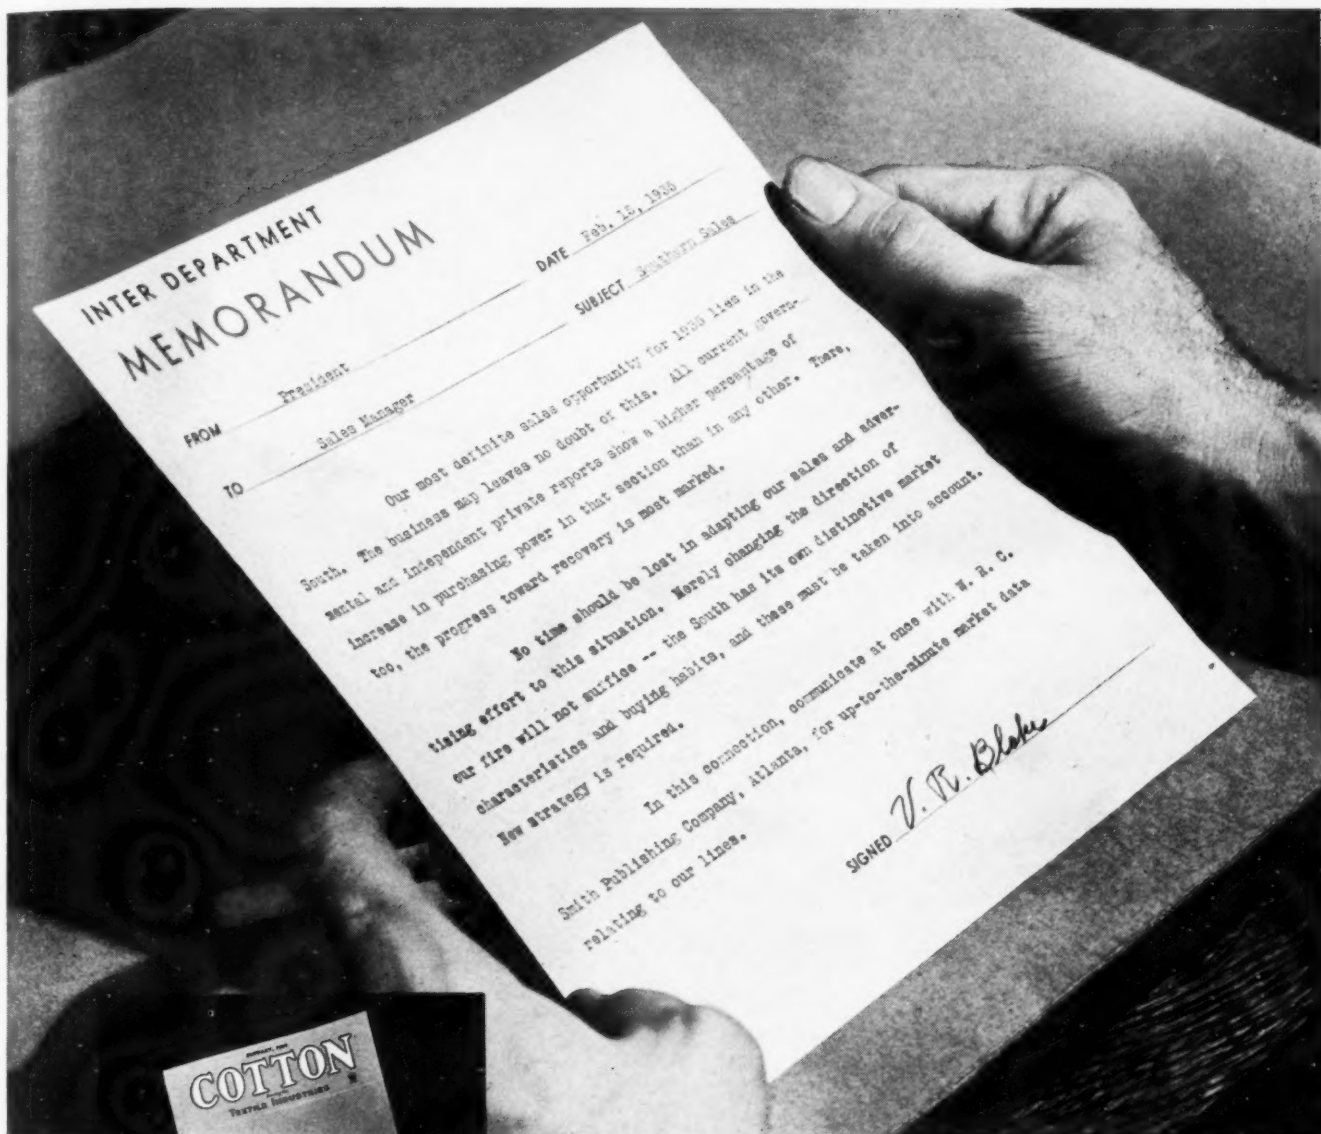 INTER DEPARTMENT
MEMORANDUM
FROM President DATE Feb. 15, 1935
TO Sales Manager SUBJECT Southern Sales
Our most definite sales opportunity for 1935 lies in the
South. The business map leaves no doubt of this. All current govern-
mental and independent private reports show a higher percentage of
increase in purchasing power in that section than in any other. There,
too, the progress toward recovery is most marked.
No time should be lost in adapting our sales and adver-
tising effort to this situation. Merely changing the direction of
our fire will not suffice -- the South has its own distinctive market
characteristics and buying habits, and these must be taken into account.
New strategy is required.
In this connection, communicate at once with W. R. C.
Smith Publishing Company, Atlanta, for up-to-the-minute market data
relating to our lines.
SIGNED V. R. Blake
COTTON
TEXTILE INDUSTRIES